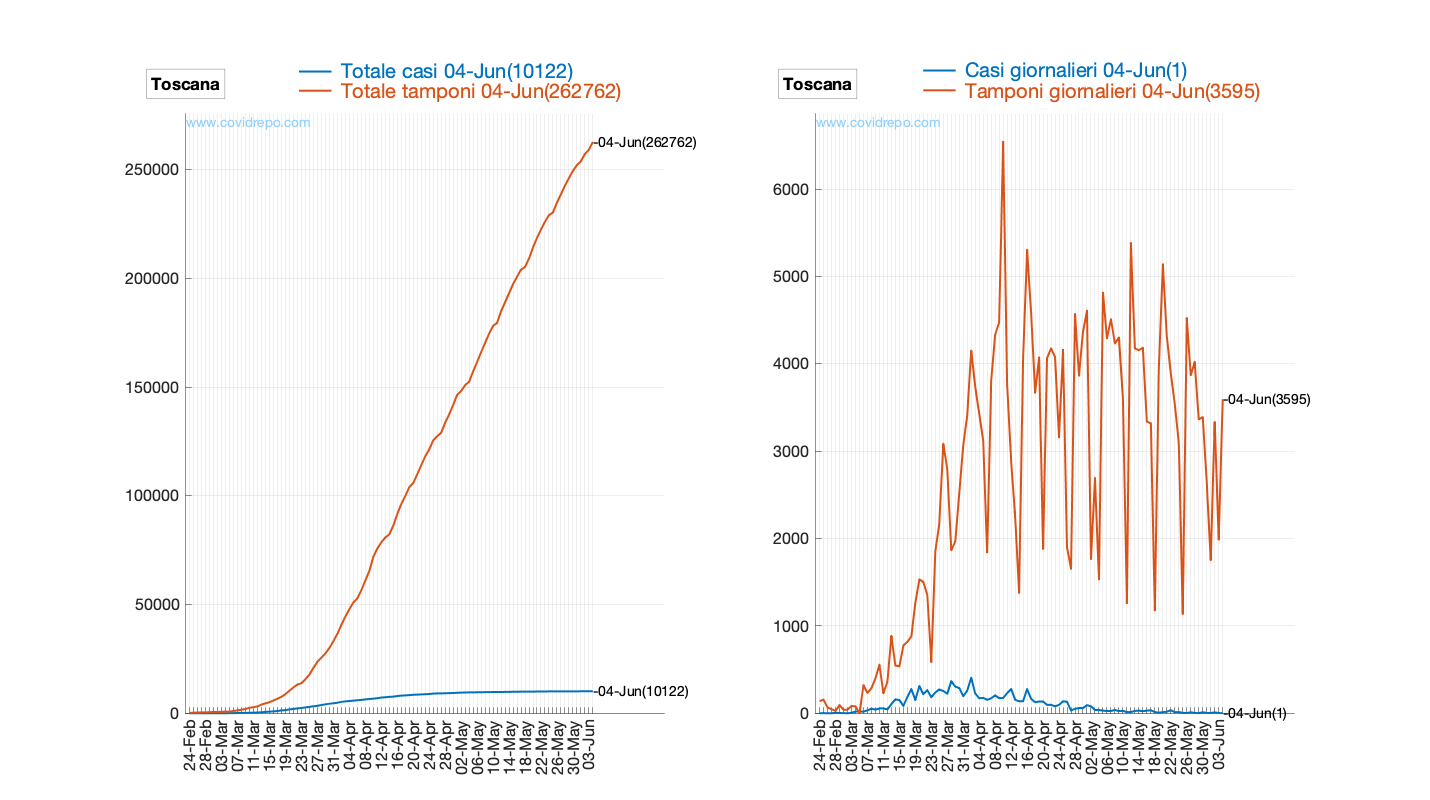 Toscana
Totale casi 04-Jun(10122)
Totale tamponi 04-Jun(262762)
www.covidrepo.com
04-Jun(262762)
250000
200000
150000
100000
50000
0
04-Jun(10122)
24-Feb
28-Feb
03-Mar
07-Mar
11-Mar
15-Mar
19-Mar
23-Mar
27-Mar
31-Mar
04-Apr
08-Apr
12-Apr
16-Apr
20-Apr
24-Apr
28-Apr
02-May
06-May
10-May
14-May
18-May
22-May
26-May
30-May
03-Jun
Toscana
Casi giornalieri 04-Jun(1)
Tamponi giornalieri 04-Jun(3595)
www.covidrepo.com
6000
5000
4000
04-Jun(3595)
3000
2000
1000
0
04-Jun(1)
24-Feb
28-Feb
03-Mar
07-Mar
11-Mar
15-Mar
19-Mar
23-Mar
27-Mar
31-Mar
04-Apr
08-Apr
12-Apr
16-Apr
20-Apr
24-Apr
28-Apr
02-May
06-May
10-May
14-May
18-May
22-May
26-May
30-May
03-Jun